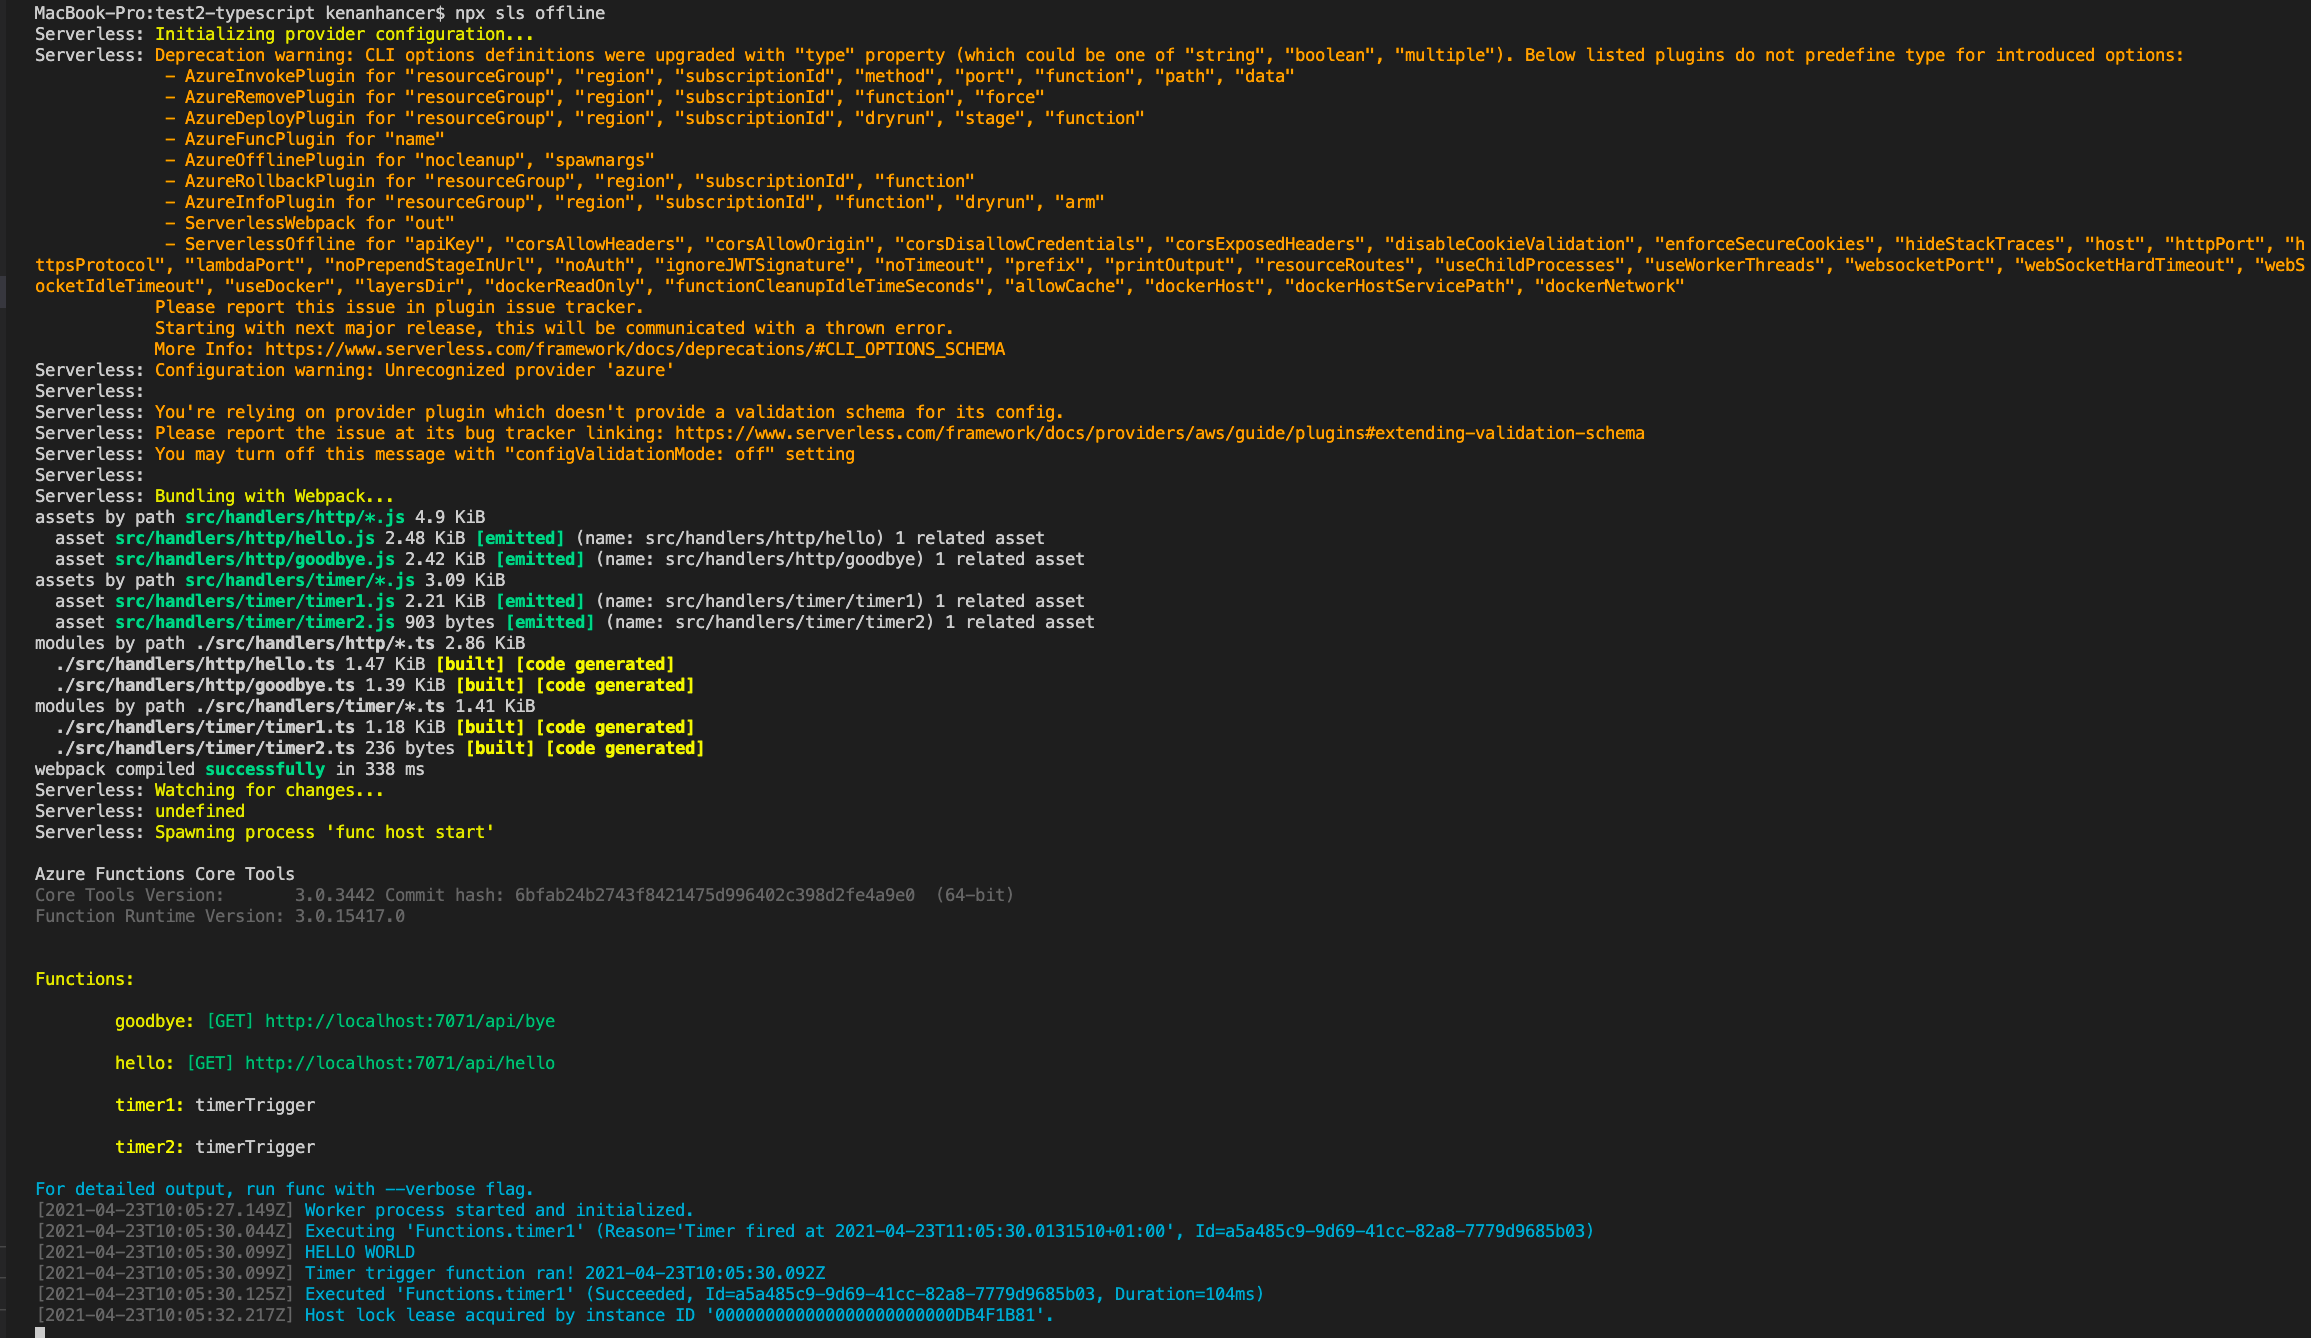 MacBook-Pro:test2-typescript kenanhancer$ npx sls offline
Serverless: Initializing provider configuration...
Serverless: Deprecation warning: CLI options definitions were upgraded with "type" property (which could be one of "string", "boolean", "multiple"). Below listed plugins do not predefine type for introduced options:
- AzureInvokePlugin for "resourceGroup", "region", "subscriptionId", "method", "port", "function", "path", "data"
- AzureRemovePlugin for "resourceGroup", "region", "subscriptionId", "function", "force"
- AzureDeployPlugin for "resourceGroup", "region", "subscriptionId", "dryrun", "stage", "function"
- AzureFuncPlugin for "name"
- AzureOfflinePlugin for "nocleanup", "spawnargs"
- AzureRollbackPlugin for "resourceGroup", "region", "subscriptionId", "function"
- AzureInfoPlugin for "resourceGroup", "region", "subscriptionId", "function", "dryrun", "arm"
- ServerlessWebpack for "out"
- ServerlessOffline for "apiKey", "corsAllowHeaders", "corsAllowOrigin", "corsDisallowCredentials", "corsExposedHeaders", "disableCookieValidation", "enforceSecureCookies", "hideStackTraces", "host", "httpPort", "h
ttpsProtocol", "lambdaPort", "noPrependStageInUrl", "noAuth", "ignoreJWTSignature", "noTimeout", "prefix", "printOutput", "resourceRoutes", "useChildProcesses", "useWorkerThreads", "websocketPort", "webSocketHardTimeout", "webS
ocketIdleTimeout", "useDocker", "layersDir", "dockerReadOnly", "functionCleanupIdleTimeSeconds", "allowCache", "dockerHost", "dockerHostServicePath", "dockerNetwork"
Please report this issue in plugin issue tracker.
Starting with next major release, this will be communicated with a thrown error.
More Info: https://www.serverless.com/framework/docs/deprecations/#CLI_OPTIONS_SCHEMA
Serverless: Configuration warning: Unrecognized provider 'azure'
Serverless:
Serverless: You're relying on provider plugin which doesn't provide a validation schema for its config.
Serverless: Please report the issue at its bug tracker linking: https://www.serverless.com/framework/docs/providers/aws/guide/plugins#extending-validation-schema
Serverless: You may turn off this message with "configValidationMode: off" setting
Serverless:
Serverless: Bundling with Webpack...
assets by path src/handlers/http/*.js 4.9 KiB
asset src/handlers/http/hello.js 2.48 KiB [emitted] (name: src/handlers/http/hello) 1 related asset
asset src/handlers/http/goodbye.js 2.42 KiB [emitted] (name: src/handlers/http/goodbye) 1 related asset
assets by path src/handlers/timer/*.js 3.09 KiB
asset src/handlers/timer/timer1.js 2.21 KiB [emitted] (name: src/handlers/timer/timer1) 1 related asset
asset src/handlers/timer/timer2.js 903 bytes [emitted] (name: src/handlers/timer/timer2) 1 related asset
modules by path ./src/handlers/http/*.ts 2.86 KiB
./src/handlers/http/hello.ts 1.47 KiB [built] [code generated]
./src/handlers/http/goodbye.ts 1.39 KiB [built] [code generated]
modules by path ./src/handlers/timer/*.ts 1.41 KiB
./src/handlers/timer/timer1.ts 1.18 KiB [built] [code generated]
./src/handlers/timer/timer2.ts 236 bytes [built] [code generated]
webpack compiled successfully in 338 ms
Serverless: Watching for changes...
Serverless: undefined
Serverless: Spawning process 'func host start'
Azure Functions Core Tools
Core Tools Version: 3.0.3442 Commit hash: 6bfab24b2743f8421475d996402c398d2fe4a9e0 (64-bit)
Function Runtime Version: 3.0.15417.0
Functions:
goodbye: [GET] http://localhost:7071/api/bye
hello: [GET] http://localhost:7071/api/hello
timer1: timerTrigger
timer2: timerTrigger
For detailed output, run func with --verbose flag.
[2021-04-23T10:05:27.149Z] Worker process started and initialized.
[2021-04-23T10:05:30.044Z] Executing 'Functions.timer1' (Reason='Timer fired at 2021-04-23T11:05:30.0131510+01:00', Id=a5a485c9-9d69-41cc-82a8-7779d9685b03)
[2021-04-23T10:05:30.099Z] HELLO WORLD
[2021-04-23T10:05:30.099Z] Timer trigger function ran! 2021-04-23T10:05:30.092Z
[2021-04-23T10:05:30.125Z] Executed 'Functions.timer1' (Succeeded, Id=a5a485c9-9d69-41cc-82a8-7779d9685b03, Duration=104ms)
[2021-04-23T10:05:32.217Z] Host lock lease acquired by instance ID '000000000000000000000000DB4F1B81'.